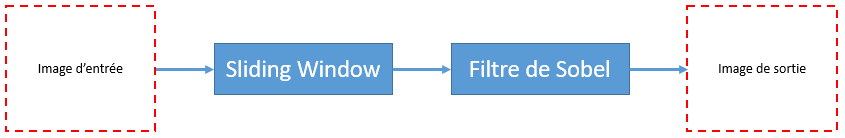 Image d’entrée
Sliding Window
Filtre de Sobel
Image de sortie